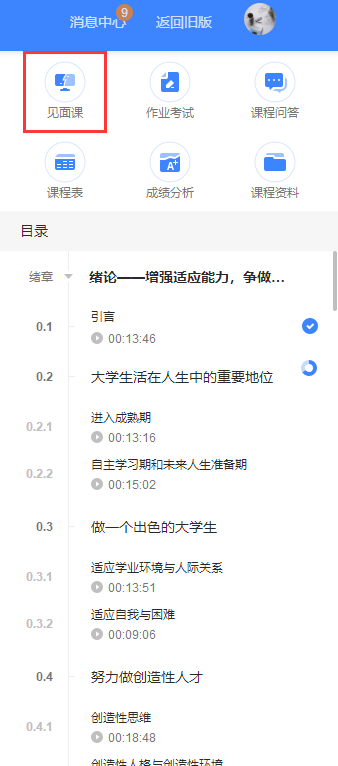 消息中心 9 返回旧版
见面课 作业考试 课程问答
课程表 成绩分析 课程资料
目录
绪章 绪论——增强适应能力，争做...
0.1 引言
00:13:46
0.2 大学生活在人生中的重要地位
0.2.1 进入成熟期
00:13:16
0.2.2 自主学习期和未来人生准备期
00:15:02
0.3 做一个出色的大学生
0.3.1 适应学业环境与人际关系
00:13:51
0.3.2 适应自我与困难
00:09:06
0.4 努力做创造性人才
0.4.1 创造性思维
00:18:48
创造性人格与创造性环境